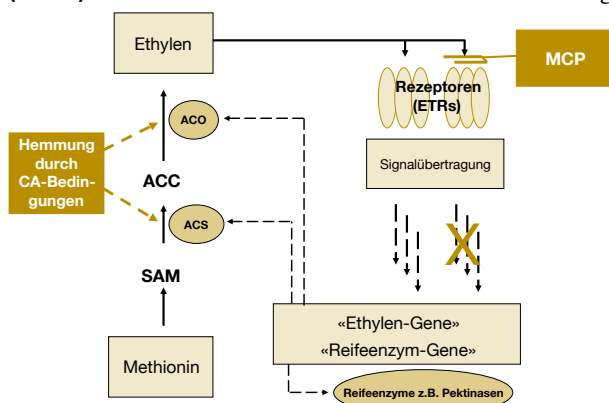 Ethylen
MCP
Rezeptoren
(ETRs)
ACO
Hemmung
durch
CA-Bedin-
gungen
Signalübertragung
ACC
ACS
SAM
«Ethylen-Gene»
«Reifeenzym-Gene»
Methionin
Reifeenzyme z.B. Pektinasen